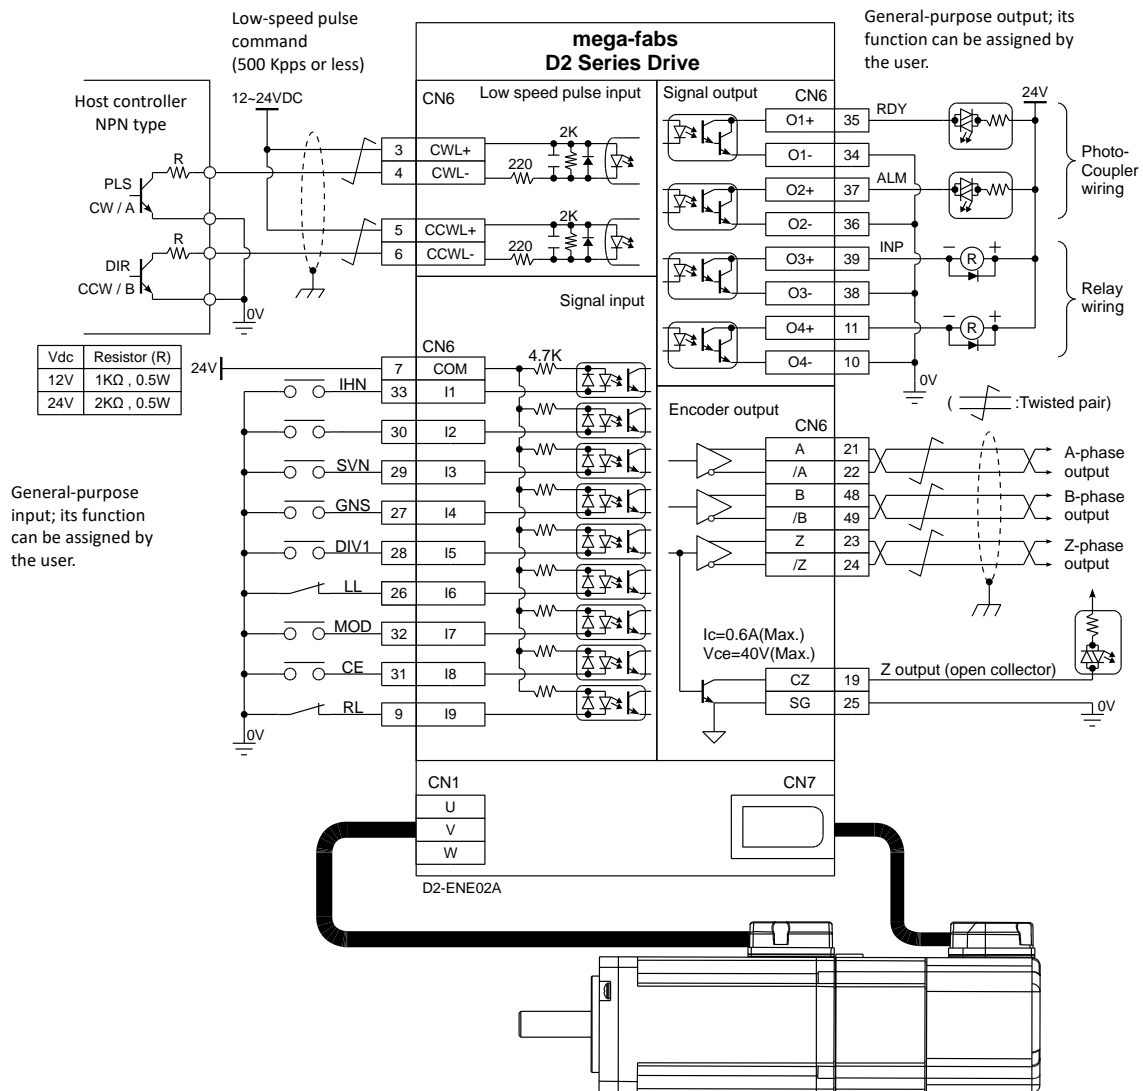 Low-speed pulse
command
(500 Kpps or less)
12~24VDC
Host controller
NPN type
R
PLS
CW / A
R
DIR
CCW / B
0V
Vdc Resistor (R)
12V 1KΩ , 0.5W
24V 2KΩ , 0.5W
General-purpose
input; its function
can be assigned by
the user.
mega-fabs
D2 Series Drive
CN6 Low speed pulse input
3 CWL+
4 CWL-
2K
220
5 CCWL+
6 CCWL-
2K
220
Signal input
CN6
24V 7 COM 4.7K
IHN 33 I1
30 I2
SVN 29 I3
GNS 27 I4
DIV1 28 I5
LL 26 I6
MOD 32 I7
CE 31 I8
RL 9 I9
0V
Signal output CN6
O1+ 35 RDY
O1- 34
O2+ 37 ALM
O2- 36
O3+ 39 INP
O3- 38
O4+ 11
O4- 10
General-purpose output; its
function can be assigned by
the user.
24V
Photo-
Coupler
wiring
− R +
− R +
Relay
wiring
0V
( :Twisted pair)
Encoder output
CN6
A 21
/A 22
B 48
/B 49
Z 23
/Z 24
A-phase
output
B-phase
output
Z-phase
output
Ic=0.6A(Max.)
Vce=40V(Max.)
CZ 19 Z output (open collector)
SG 25
0V
CN1
U
V
W
CN7
D2-ENE02A